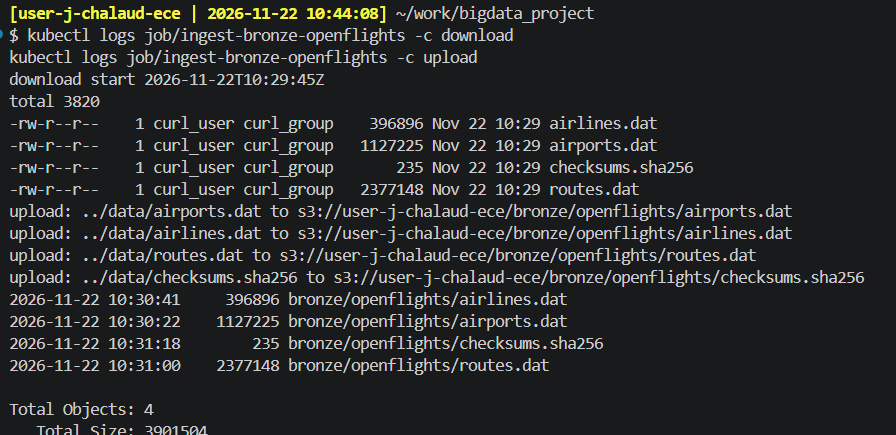 [user-j-chalaud-ece | 2026-11-22 10:44:08] ~/work/bigdata_project
$ kubectl logs job/ingest-bronze-openflights -c download
kubectl logs job/ingest-bronze-openflights -c upload
download start 2026-11-22T10:29:45Z
total 3820
-rw-r--r--    1 curl_user curl_group    396896 Nov 22 10:29 airlines.dat
-rw-r--r--    1 curl_user curl_group   1127225 Nov 22 10:29 airports.dat
-rw-r--r--    1 curl_user curl_group       235 Nov 22 10:29 checksums.sha256
-rw-r--r--    1 curl_user curl_group   2377148 Nov 22 10:29 routes.dat
upload: ../data/airports.dat to s3://user-j-chalaud-ece/bronze/openflights/airports.dat
upload: ../data/airlines.dat to s3://user-j-chalaud-ece/bronze/openflights/airlines.dat
upload: ../data/routes.dat to s3://user-j-chalaud-ece/bronze/openflights/routes.dat
upload: ../data/checksums.sha256 to s3://user-j-chalaud-ece/bronze/openflights/checksums.sha256
2026-11-22 10:30:41     396896 bronze/openflights/airlines.dat
2026-11-22 10:30:22    1127225 bronze/openflights/airports.dat
2026-11-22 10:31:18        235 bronze/openflights/checksums.sha256
2026-11-22 10:31:00    2377148 bronze/openflights/routes.dat
Total Objects: 4
Total Size: 3901504